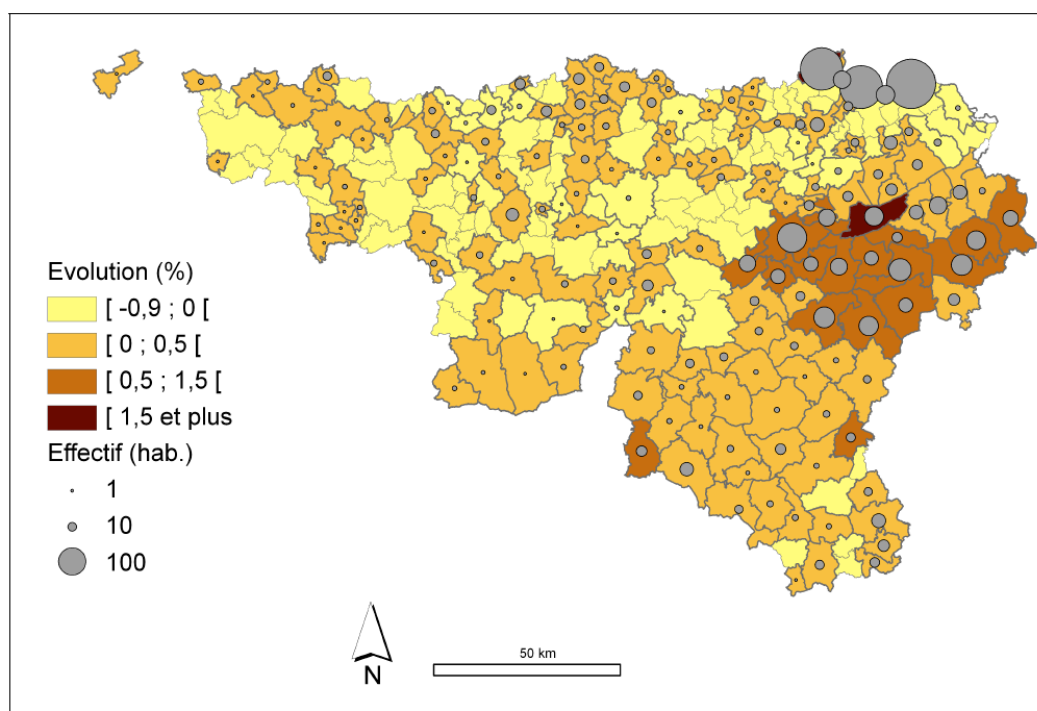 Evolution (%)
[ -0,9 ; 0 [
[ 0 ; 0,5 [
[ 0,5 ; 1,5 [
[ 1,5 et plus
Effectif (hab.)
1
10
100
N
50 km